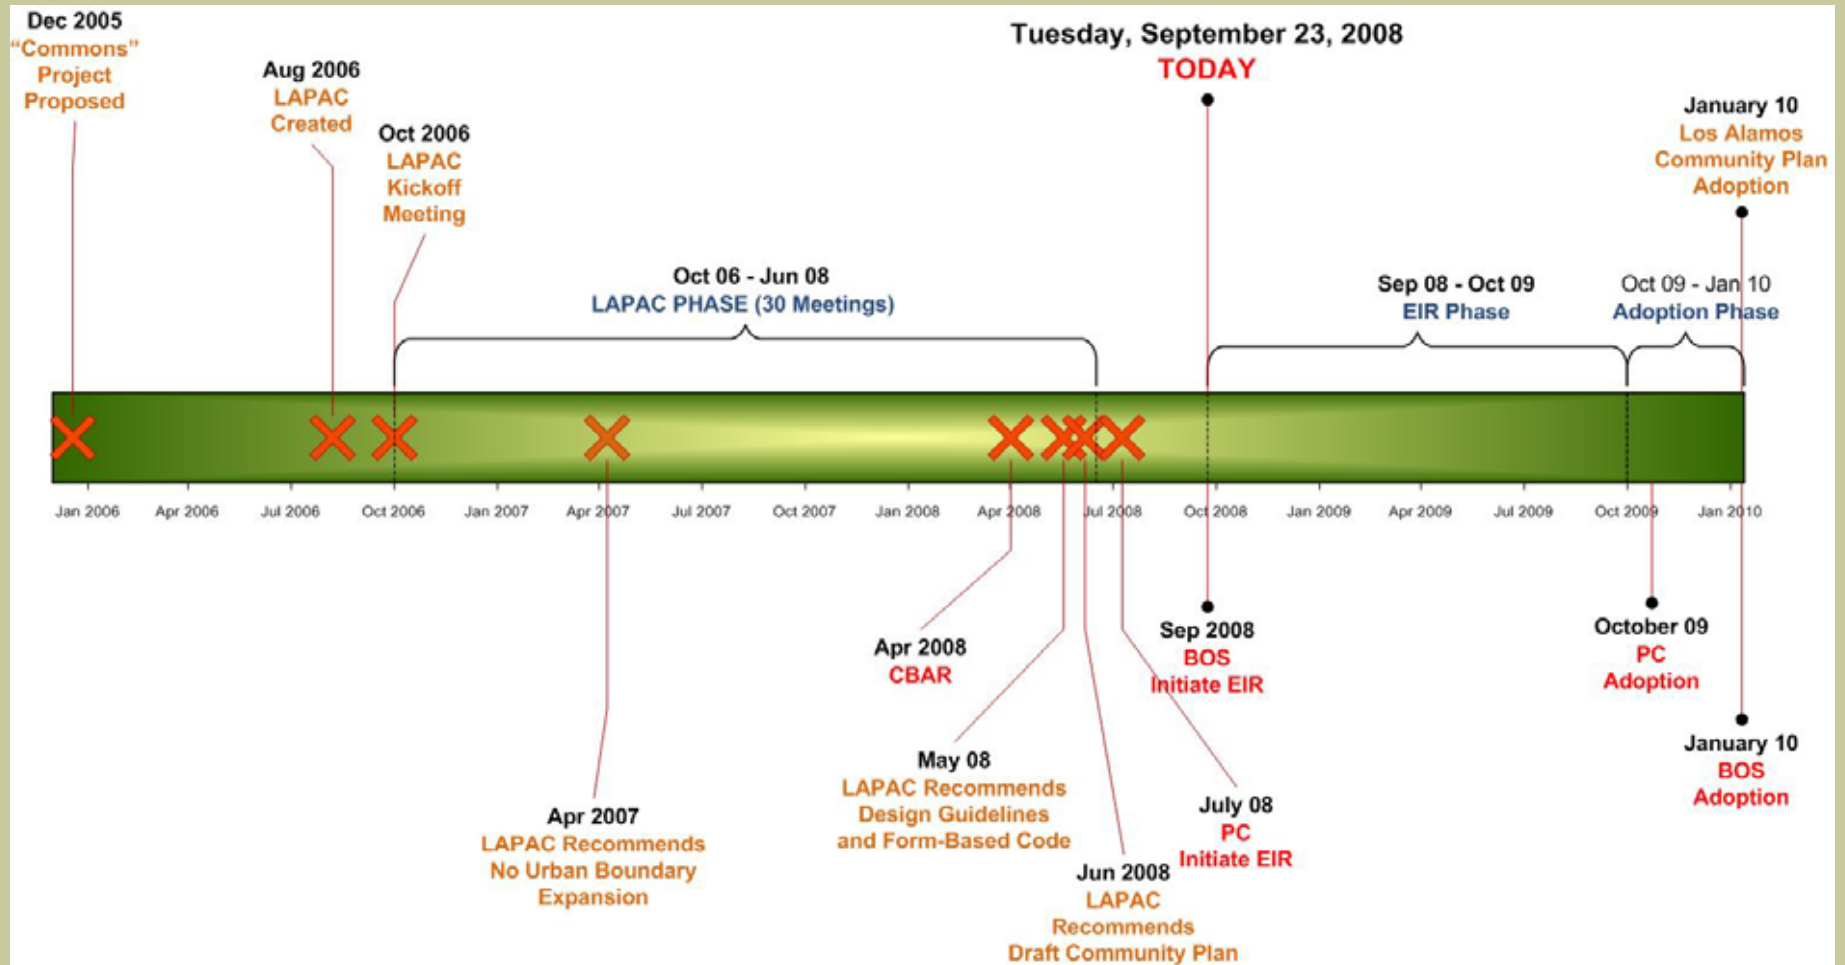 Dec 2005
“Commons”
Project
Proposed
Aug 2006
LAPAC
Created
Oct 2006
LAPAC
Kickoff
Meeting
Tuesday, September 23, 2008
TODAY
January 10
Los Alamos
Community Plan
Adoption
Oct 06 - Jun 08
LAPAC PHASE (30 Meetings)
Sep 08 - Oct 09
EIR Phase
Oct 09 - Jan 10
Adoption Phase
Jan 2006
Apr 2006
Jul 2006
Oct 2006
Jan 2007
Apr 2007
Jul 2007
Oct 2007
Jan 2008
Apr 2008
Jul 2008
Oct 2008
Jan 2009
Apr 2009
Jul 2009
Oct 2009
Jan 2010
Apr 2007
LAPAC Recommends
No Urban Boundary
Expansion
Apr 2008
CBAR
May 08
LAPAC Recommends
Design Guidelines
and Form-Based Code
Jun 2008
LAPAC
Recommends
Draft Community Plan
Sep 2008
BOS
Initiate EIR
July 08
PC
Initiate EIR
October 09
PC
Adoption
January 10
BOS
Adoption